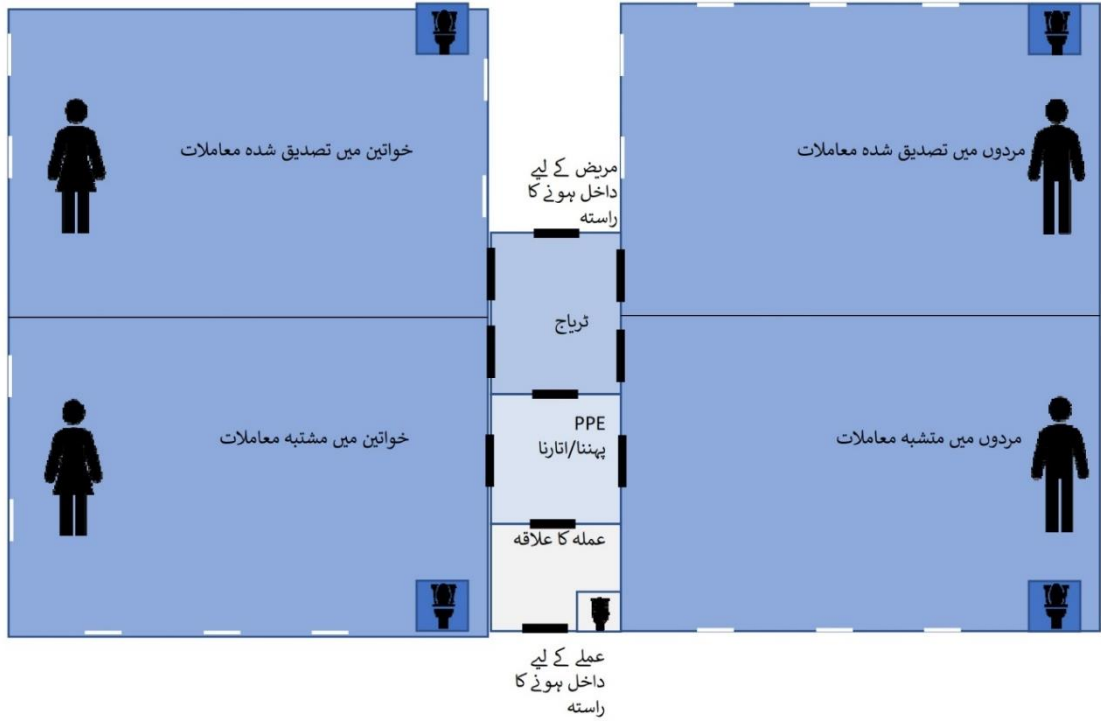 مردوں میں تصدیق شدہ معاملات
خواتین میں تصدیق شدہ معاملات
مریض کے لیے
داخل ہونے کا
راستہ
ٹریاج
PPE
پہننا/اتارنا
مردوں میں متشبہ معاملات
خواتین میں مشتبہ معاملات
عملہ کا علاقہ
عملے کے لیے
داخل ہونے کا
راستہ